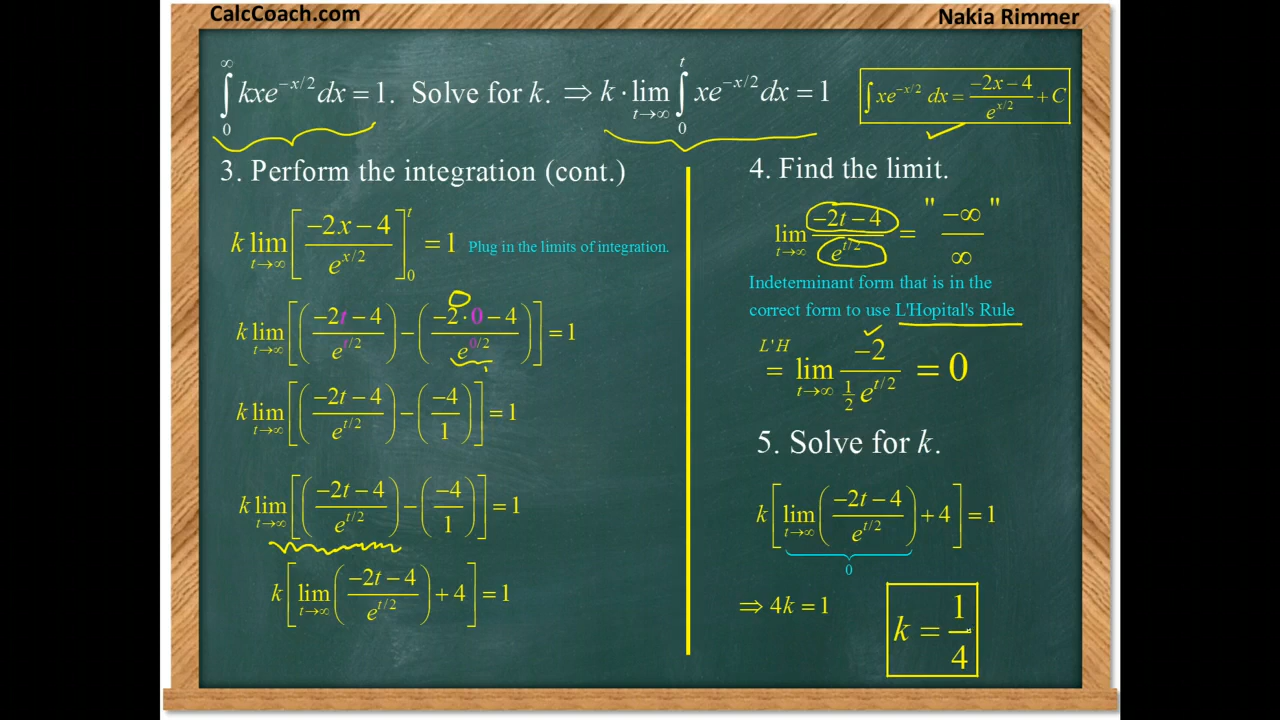 CalcCoach.com
Nakia Rimmer
∫₀^∞ kxe^(−x/2) dx = 1. Solve for k. ⇒ k · lim_(t→∞) ∫₀^t xe^(−x/2) dx = 1
∫ xe^(−x/2) dx = (−2x − 4)/e^(x/2) + C
3. Perform the integration (cont.)
k lim_(t→∞) [(−2x − 4)/e^(x/2)]₀^t = 1 Plug in the limits of integration.
0
k lim_(t→∞) [((−2t − 4)/e^(t/2)) − ((−2·0 − 4)/e^(0/2))] = 1
k lim_(t→∞) [((−2t − 4)/e^(t/2)) − (−4/1)] = 1
k lim_(t→∞) [((−2t − 4)/e^(t/2)) − (−4/1)] = 1
k [lim_(t→∞) ((−2t − 4)/e^(t/2)) + 4] = 1
4. Find the limit.
lim_(t→∞) (−2t − 4)/e^(t/2) = "−∞/∞"
Indeterminant form that is in the
correct form to use L'Hopital's Rule
L'H
= lim_(t→∞) −2/(½ e^(t/2)) = 0
5. Solve for k.
k [lim_(t→∞) ((−2t − 4)/e^(t/2)) + 4] = 1
0
⇒ 4k = 1
k = 1/4